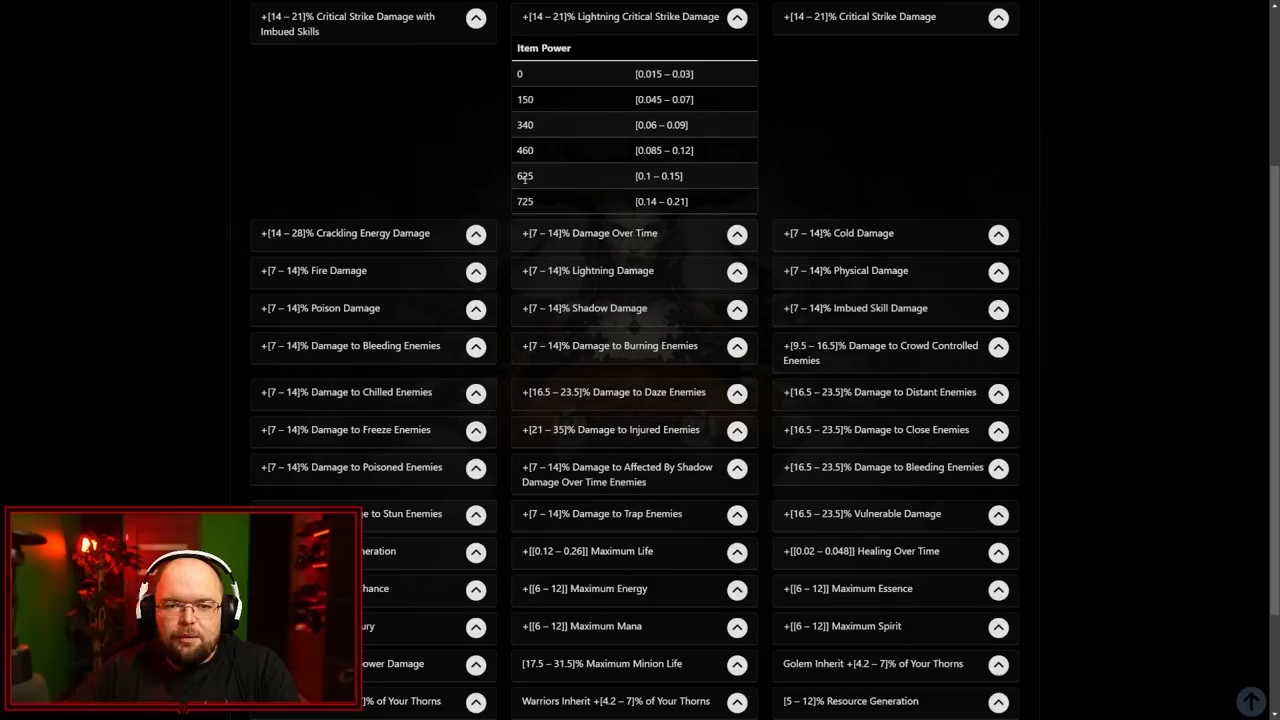 +[14 – 21]% Critical Strike Damage with
Imbued Skills
+[14 – 21]% Lightning Critical Strike Damage
+[14 – 21]% Critical Strike Damage
Item Power
0 [0.015 – 0.03]
150 [0.045 – 0.07]
340 [0.06 – 0.09]
460 [0.085 – 0.12]
625 [0.1 – 0.15]
725 [0.14 – 0.21]
+[14 – 28]% Crackling Energy Damage
+[7 – 14]% Damage Over Time
+[7 – 14]% Cold Damage
+[7 – 14]% Fire Damage
+[7 – 14]% Lightning Damage
+[7 – 14]% Physical Damage
+[7 – 14]% Poison Damage
+[7 – 14]% Shadow Damage
+[7 – 14]% Imbued Skill Damage
+[7 – 14]% Damage to Bleeding Enemies
+[7 – 14]% Damage to Burning Enemies
+[9.5 – 16.5]% Damage to Crowd Controlled
Enemies
+[7 – 14]% Damage to Chilled Enemies
+[16.5 – 23.5]% Damage to Daze Enemies
+[16.5 – 23.5]% Damage to Distant Enemies
+[7 – 14]% Damage to Freeze Enemies
+[21 – 35]% Damage to Injured Enemies
+[16.5 – 23.5]% Damage to Close Enemies
+[7 – 14]% Damage to Poisoned Enemies
+[7 – 14]% Damage to Affected By Shadow
Damage Over Time Enemies
+[16.5 – 23.5]% Damage to Bleeding Enemies
to Stun Enemies
+[7 – 14]% Damage to Trap Enemies
+[16.5 – 23.5]% Vulnerable Damage
+[[0.12 – 0.26]] Maximum Life
+[[0.02 – 0.048]] Healing Over Time
+[[6 – 12]] Maximum Energy
+[[6 – 12]] Maximum Essence
+[[6 – 12]] Maximum Mana
+[[6 – 12]] Maximum Spirit
Damage
[17.5 – 31.5]% Maximum Minion Life
Golem Inherit +[4.2 – 7]% of Your Thorns
% of Your Thorns
Warriors Inherit +[4.2 – 7]% of Your Thorns
[5 – 12]% Resource Generation